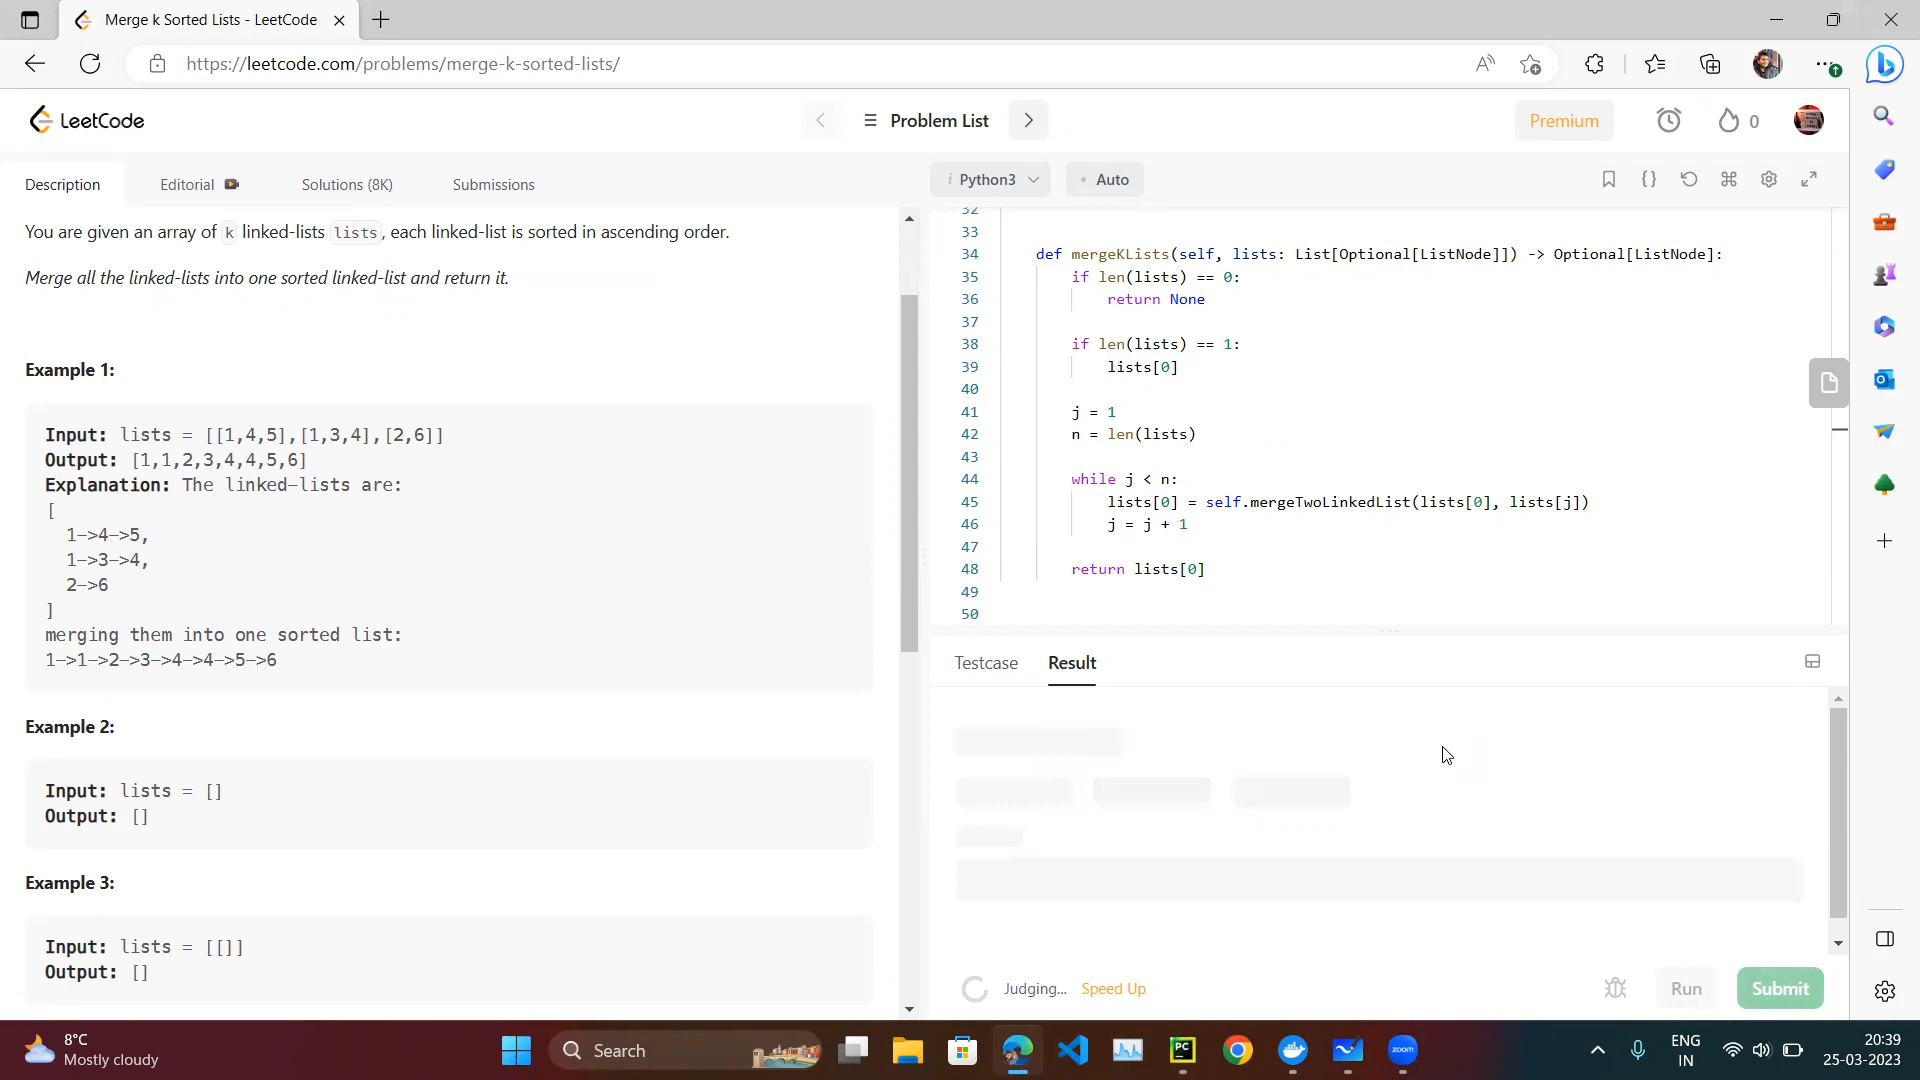 Merge k Sorted Lists - LeetCode
https://leetcode.com/problems/merge-k-sorted-lists/
LeetCode
Problem List
Premium
0
Description
Editorial
Solutions (8K)
Submissions
i Python3
Auto
You are given an array of k linked-lists lists, each linked-list is sorted in ascending order.
Merge all the linked-lists into one sorted linked-list and return it.
Example 1:
Input: lists = [[1,4,5],[1,3,4],[2,6]]
Output: [1,1,2,3,4,4,5,6]
Explanation: The linked-lists are:
[
1->4->5,
1->3->4,
2->6
]
merging them into one sorted list:
1->1->2->3->4->4->5->6
Example 2:
Input: lists = []
Output: []
Example 3:
Input: lists = [[]]
Output: []
32
33
34 def mergeKLists(self, lists: List[Optional[ListNode]]) -> Optional[ListNode]:
35 if len(lists) == 0:
36 return None
37
38 if len(lists) == 1:
39 lists[0]
40
41 j = 1
42 n = len(lists)
43
44 while j < n:
45 lists[0] = self.mergeTwoLinkedList(lists[0], lists[j])
46 j = j + 1
47
48 return lists[0]
49
50
Testcase
Result
Judging...
Speed Up
Run
Submit
8°C
Mostly cloudy
Search
PC
zoom
ENG
IN
20:39
25-03-2023